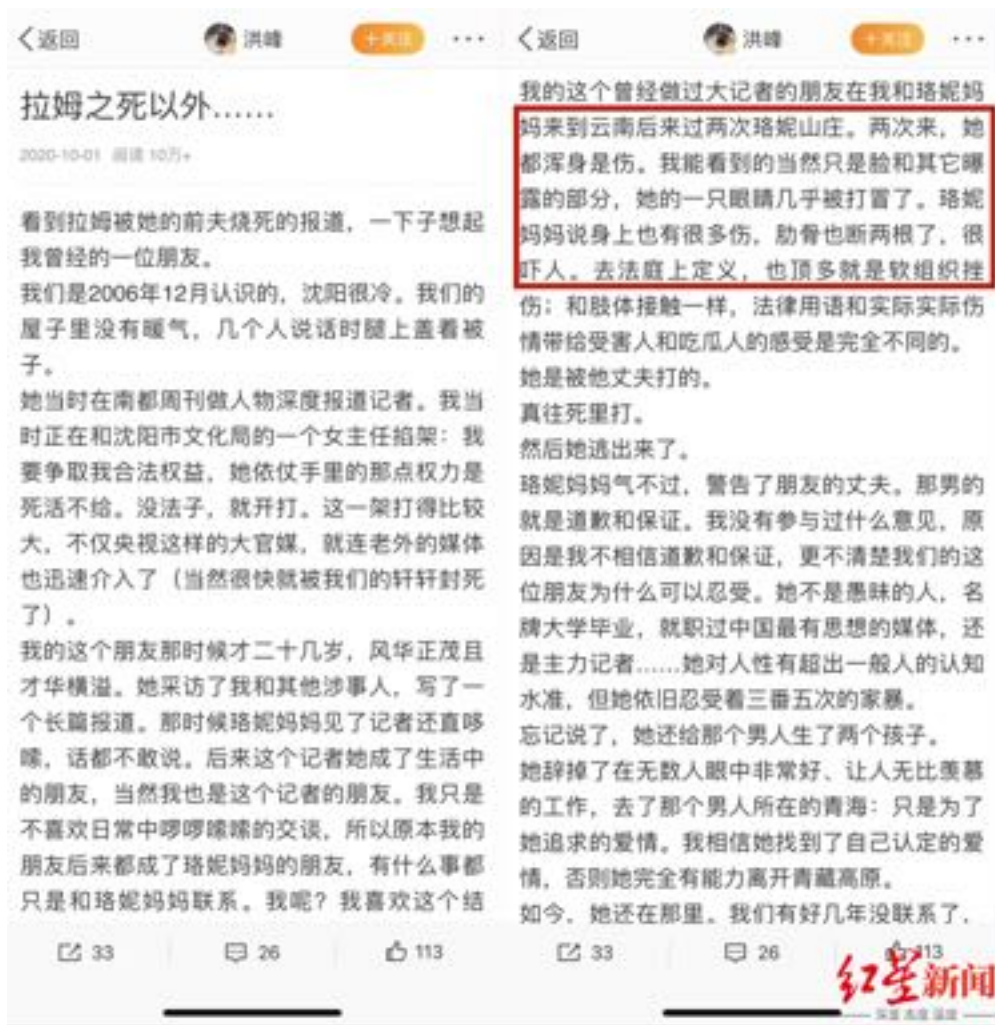 返回
洪峰
十关注
拉姆之死以外……
2020-10-01 阅读 10万+
看到拉姆被她的前夫烧死的报道，一下子想起
我曾经的一位朋友。
我们是2006年12月认识的，沈阳很冷。我们的
屋子里没有暖气，几个人说话时腿上盖着被
子。
她当时在南都周刊做人物深度报道记者。我当
时正在和沈阳市文化局的一个女主任掐架：我
要争取我合法权益，她依仗手里的那点权力是
死活不给。没法子，就开打。这一架打得比较
大，不仅央视这样的大官媒，就连老外的媒体
也迅速介入了（当然很快就被我们的轩轩封死
了）。
我的这个朋友那时候才二十几岁，风华正茂且
才华横溢。她采访了我和其他涉事人，写了一
个长篇报道。那时候珞妮妈妈见了记者还直哆
嗦，话都不敢说。后来这个记者她成了生活中
的朋友，当然我也是这个记者的朋友。我只是
不喜欢日常中啰啰嗦嗦的交谈，所以原本我的
朋友后来都成了珞妮妈妈的朋友，有什么事都
只是和珞妮妈妈联系。我呢？我喜欢这个结
33
26
113
返回
洪峰
十关注
我的这个曾经做过大记者的朋友在我和珞妮妈
妈来到云南后来过两次珞妮山庄。两次来，她
都浑身是伤。我能看到的当然只是脸和其它曝
露的部分，她的一只眼睛几乎被打冒了。珞妮
妈妈说身上也有很多伤，肋骨也断两根了，很
吓人。去法庭上定义，也顶多就是软组织挫
伤；和肢体接触一样，法律用语和实际实际伤
情带给受害人和吃瓜人的感受是完全不同的。
她是被他丈夫打的。
真往死里打。
然后她逃出来了。
珞妮妈妈气不过，警告了朋友的丈夫。那男的
就是道歉和保证。我没有参与过什么意见，原
因是我不相信道歉和保证，更不清楚我们的这
位朋友为什么可以忍受。她不是愚昧的人，名
牌大学毕业，就职过中国最有思想的媒体，还
是主力记者……她对人性有超出一般人的认知
水准，但她依旧忍受着三番五次的家暴。
忘记说了，她还给那个男人生了两个孩子。
她辞掉了在无数人眼中非常好、让人无比羡慕
的工作，去了那个男人所在的青海：只是为了
她追求的爱情。我相信她找到了自己认定的爱
情，否则她完全有能力离开青藏高原。
如今，她还在那里。我们有好几年没联系了，
33
26
113
红星新闻
深度 态度 温度